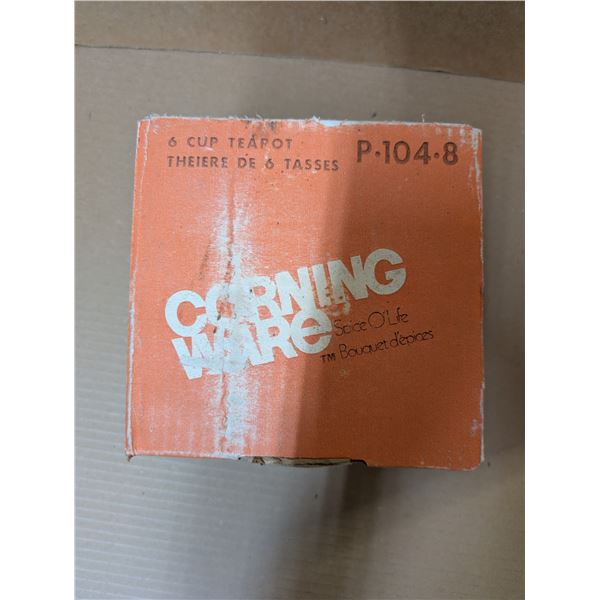 6 CUP TEAPOT
THEIERE DE 6 TASSES
P·104·8
CORNING
WARE
Spice O' Life
TM Bouquet d'épices